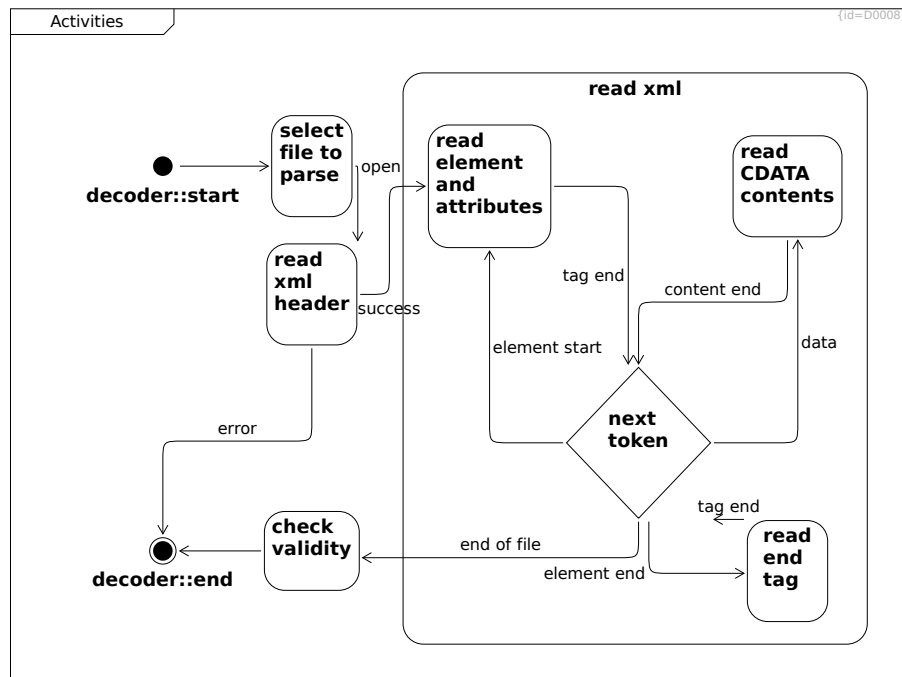 Activities
{id=D0008
read xml
select
file to
parse
read
element
and
attributes
read
CDATA
contents
open
decoder::start
read
xml
header
success
tag end
content end
element start
data
next
token
error
tag end
check
validity
end of file
read
end
tag
element end
decoder::end